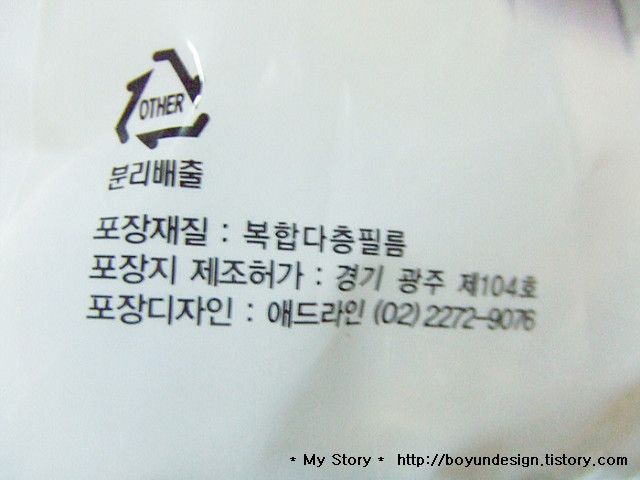 OTHER
분리배출
포장재질 : 복합다층필름
포장지 제조허가 : 경기 광주 제104호
포장디자인 : 애드라인 (02)2272-9076
* My Story * http://boyundesign.tistory.com